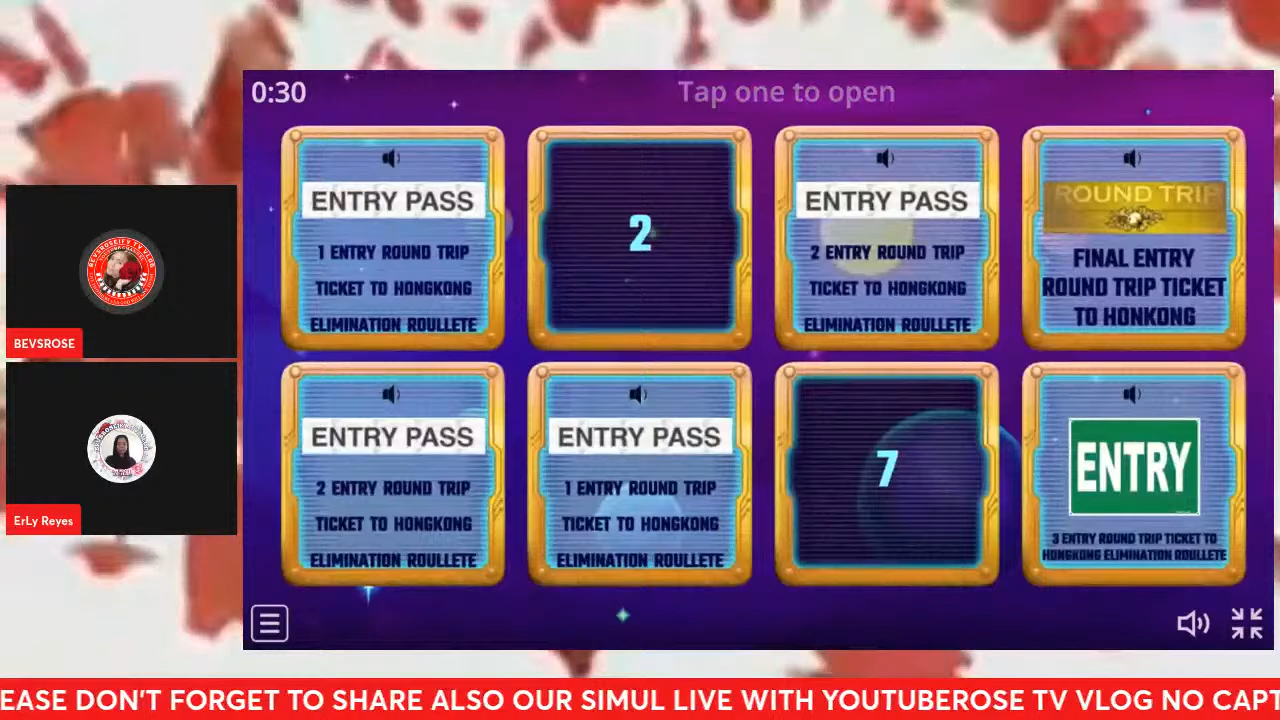 0:30
Tap one to open
ENTRY PASS
1 ENTRY ROUND TRIP
TICKET TO HONGKONG
ELIMINATION ROULLETE
2
ENTRY PASS
2 ENTRY ROUND TRIP
TICKET TO HONGKONG
ELIMINATION ROULLETE
ROUND TRIP
FINAL ENTRY
ROUND TRIP TICKET
TO HONKONG
BEVSROSE
ENTRY PASS
2 ENTRY ROUND TRIP
TICKET TO HONGKONG
ELIMINATION ROULLETE
ENTRY PASS
1 ENTRY ROUND TRIP
TICKET TO HONGKONG
ELIMINATION ROULLETE
7
ENTRY
3 ENTRY ROUND TRIP TICKET TO
HONGKONG ELIMINATION ROULLETE
ErLy Reyes
EASE DON'T FORGET TO SHARE ALSO OUR SIMUL LIVE WITH YOUTUBEROSE TV VLOG NO CAPT